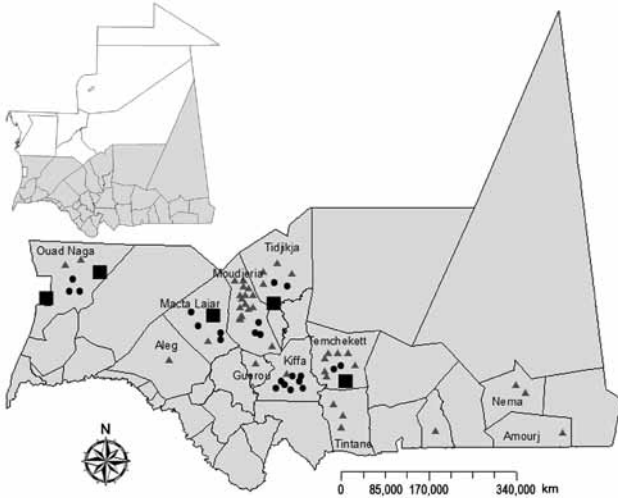 Ouad Naga
Tidjikja
Moudjeria
Macta Lajar
Aleg
Temchekett
Guerou
Kiffa
Nema
Tintane
Amourj
N
0 85,000 170,000 340,000 km